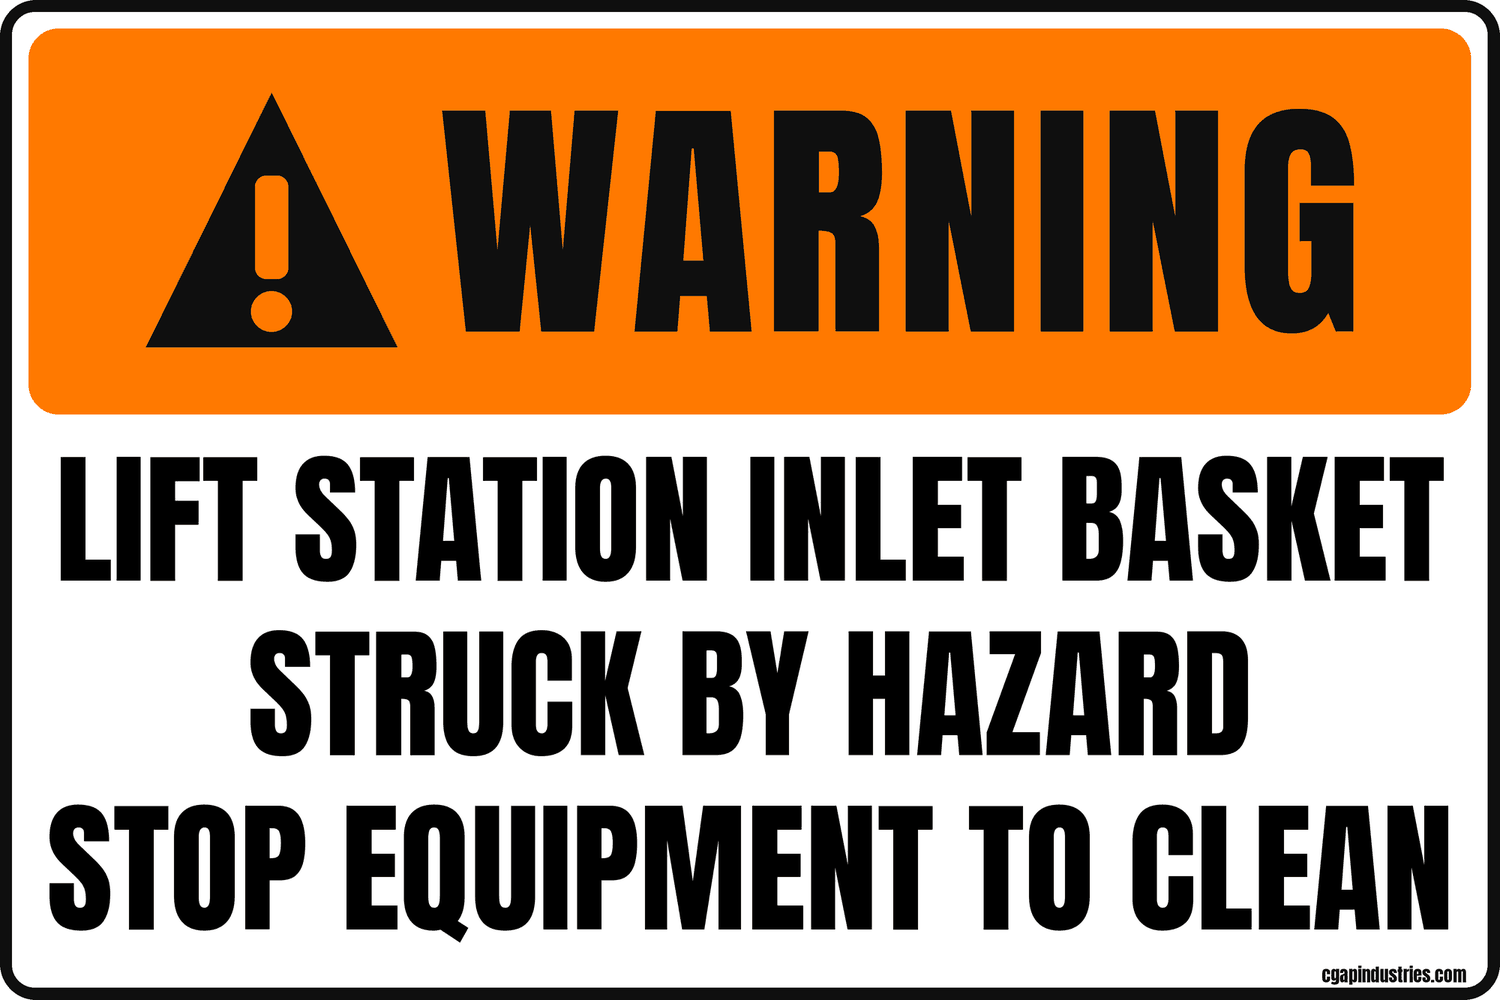 WARNING
LIFT STATION INLET BASKET
STRUCK BY HAZARD
STOP EQUIPMENT TO CLEAN
cgapindustries.com